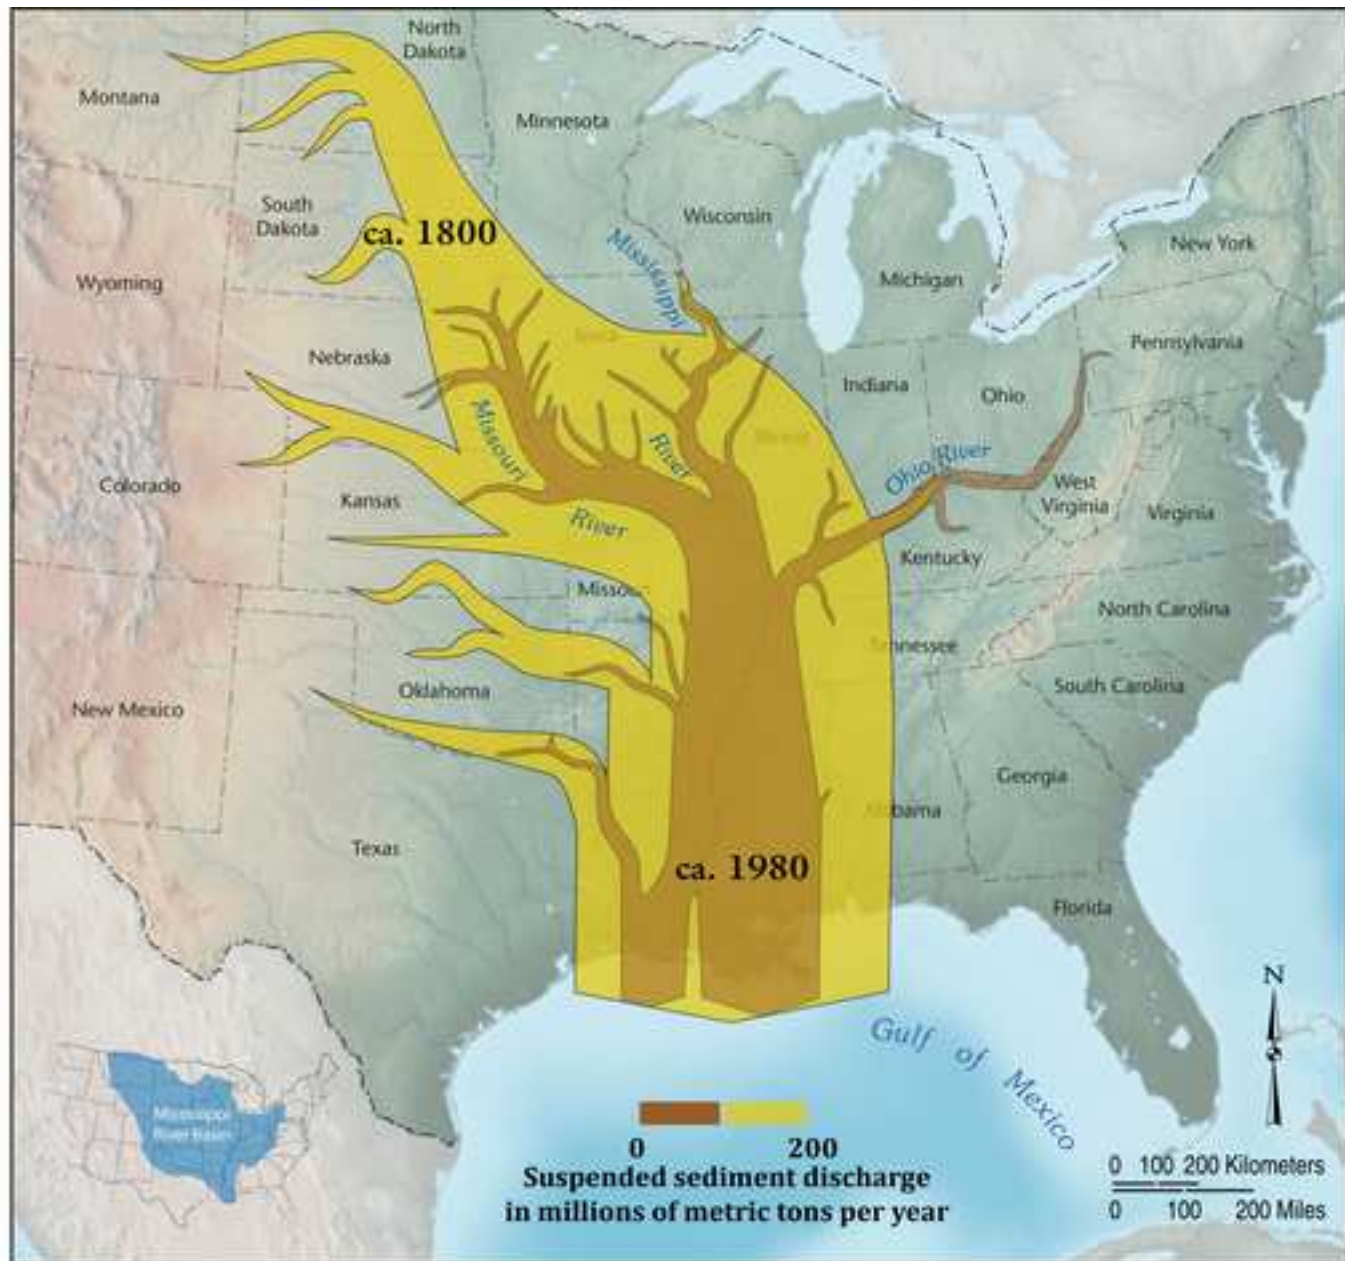 North
Dakota
Montana
Minnesota
South
Dakota
ca. 1800
Wisconsin
Mississippi
New York
Michigan
Wyoming
Pennsylvania
Nebraska
Indiana
Ohio
Missouri
River
Ohio River
Colorado
Kansas
West
Virginia
Virginia
River
Kentucky
Missou
North Carolina
nnessee
Oklahoma
South Carolina
New Mexico
Georgia
bama
Texas
ca. 1980
Florida
N
Gulf of Mexico
Mississippi
River Basin
0 200
Suspended sediment discharge
in millions of metric tons per year
0 100 200 Kilometers
0 100 200 Miles